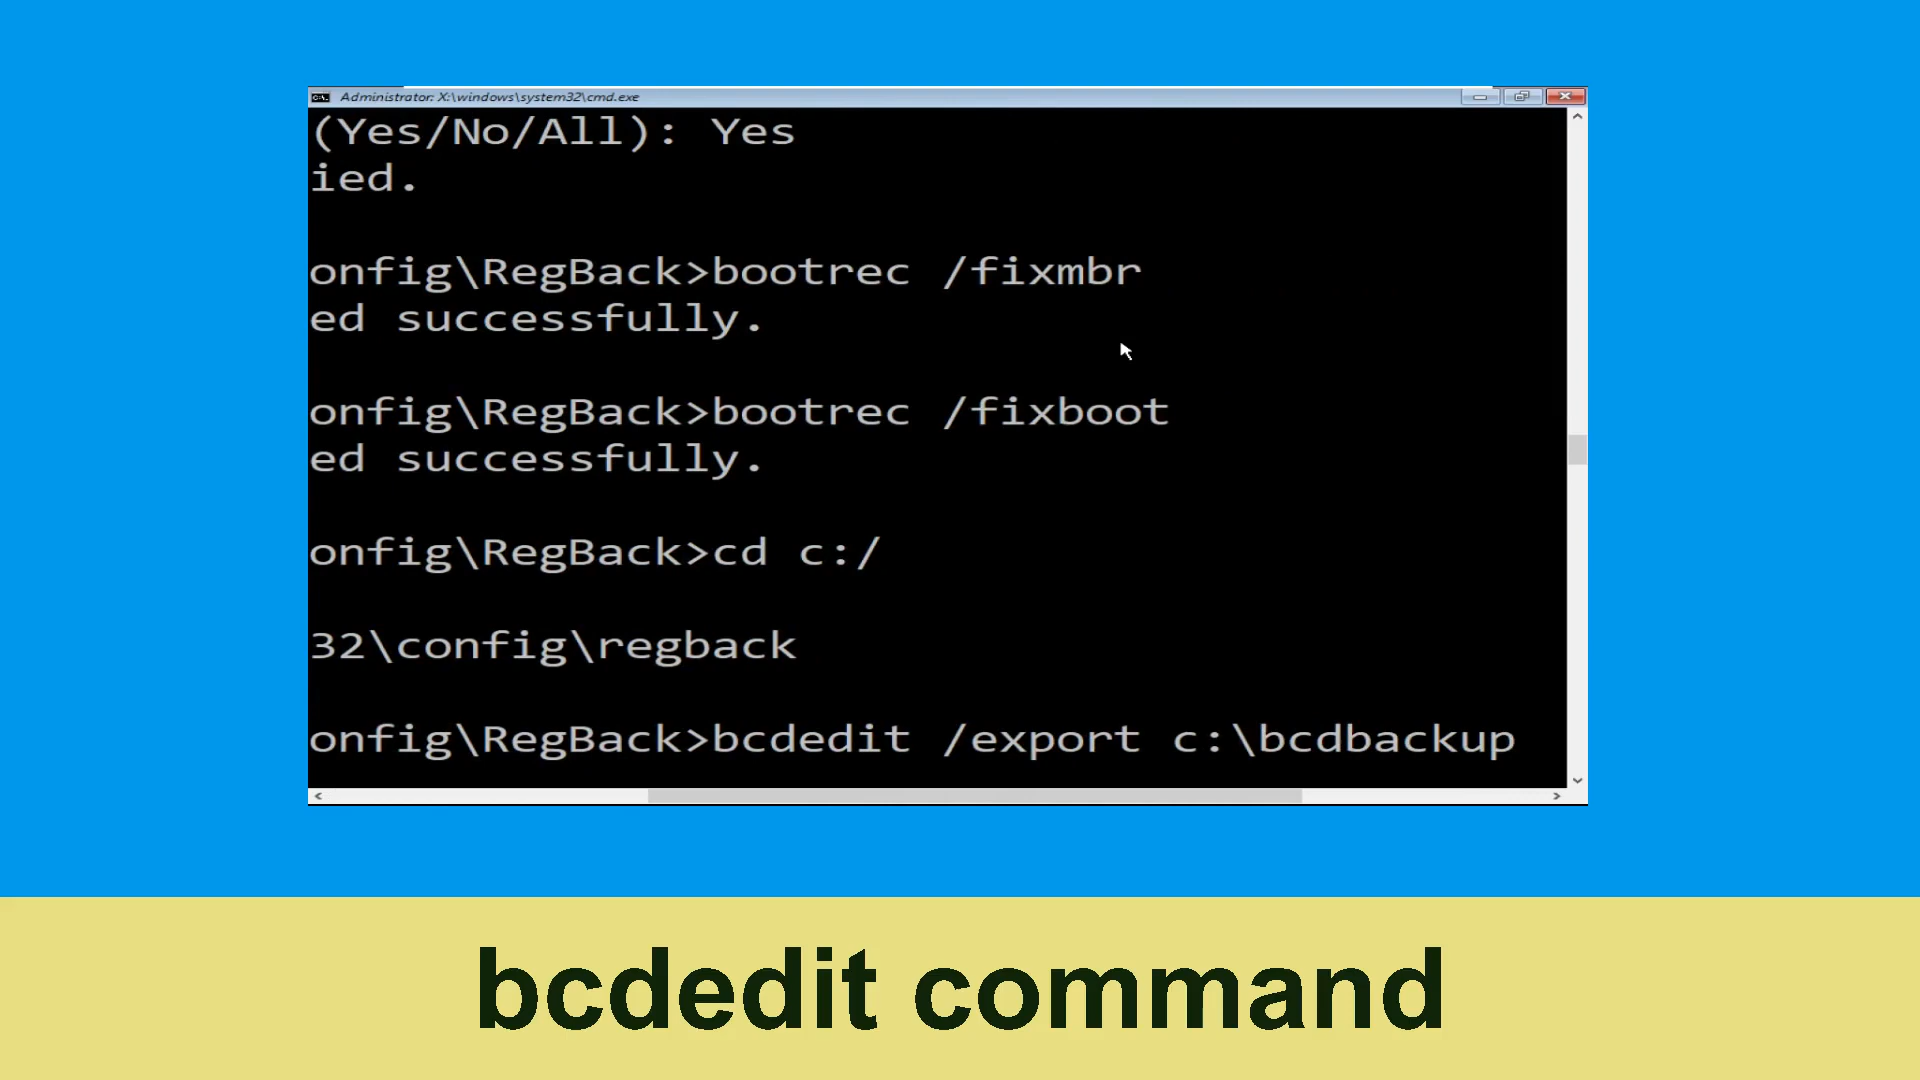 Administrator: X:\windows\system32\cmd.exe
(Yes/No/All): Yes
ied.
onfig\RegBack>bootrec /fixmbr
ed successfully.
onfig\RegBack>bootrec /fixboot
ed successfully.
onfig\RegBack>cd c:/
32\config\regback
onfig\RegBack>bcdedit /export c:\bcdbackup
bcdedit command